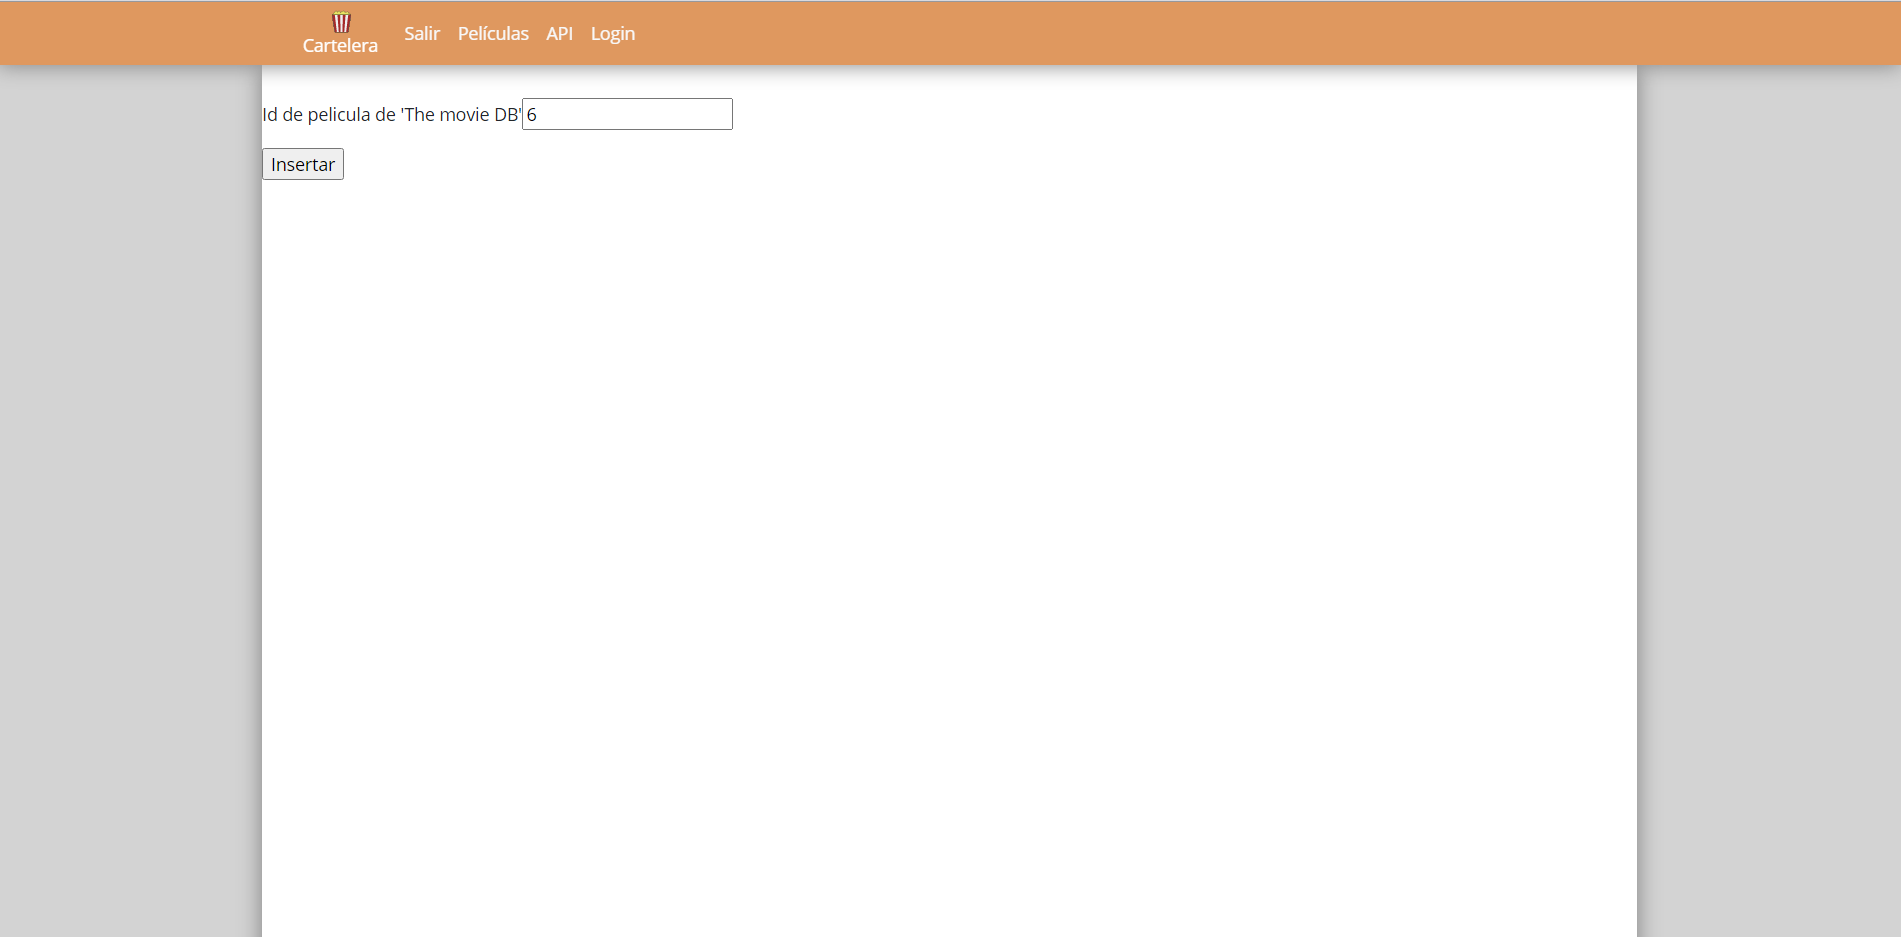 Cartelera Salir Películas API Login
Id de pelicula de 'The movie DB' 6
Insertar